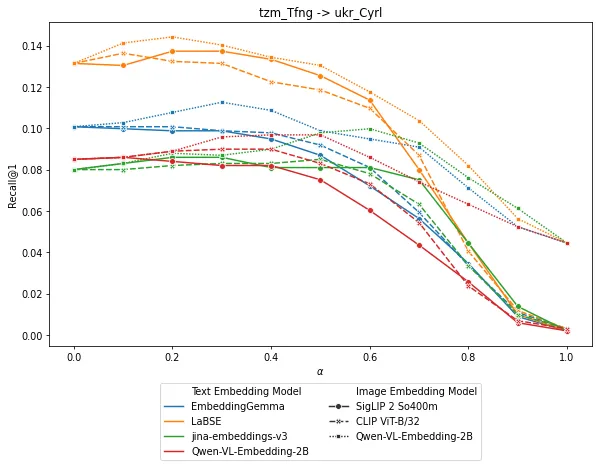 tzm_Tfng -> ukr_Cyrl
Recall@1
0.14
0.12
0.10
0.08
0.06
0.04
0.02
0.00
0.0 0.2 0.4 0.6 0.8 1.0
α
Text Embedding Model
EmbeddingGemma
LaBSE
jina-embeddings-v3
Qwen-VL-Embedding-2B
Image Embedding Model
SigLIP 2 So400m
CLIP ViT-B/32
Qwen-VL-Embedding-2B